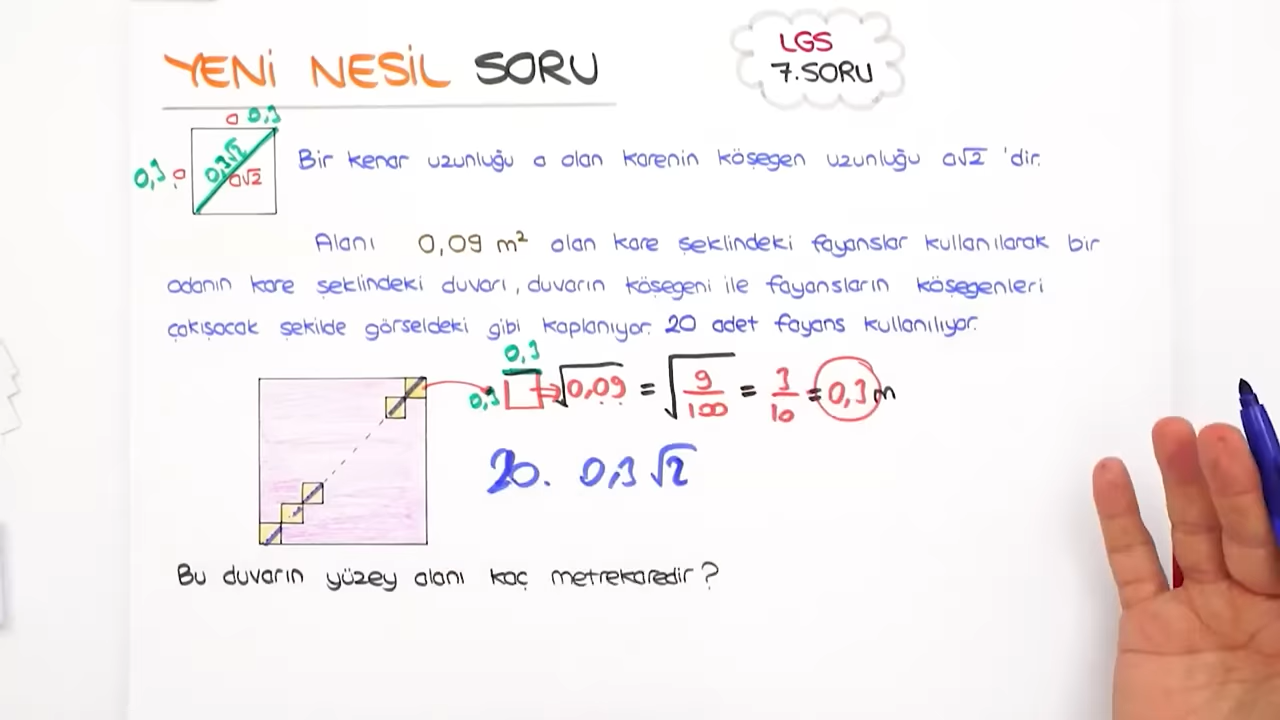 YENİ NESİL SORU
LGS
7.SORU
a 0,3
0,3 a
0,3√2
a√2
Bir kenar uzunluğu a olan karenin köşegen uzunluğu a√2 'dir.
Alanı 0,09 m² olan kare şeklindeki fayanslar kullanılarak bir
odanın kare şeklindeki duvarı, duvarın köşegeni ile fayansların köşegenleri
çakışacak şekilde görseldeki gibi kaplanıyor. 20 adet fayans kullanılıyor.
0,3
0,3 √0,09 = √9/100 = 3/10 = 0,3 m
20. 0,3√2
Bu duvarın yüzey alanı kaç metrekaredir?